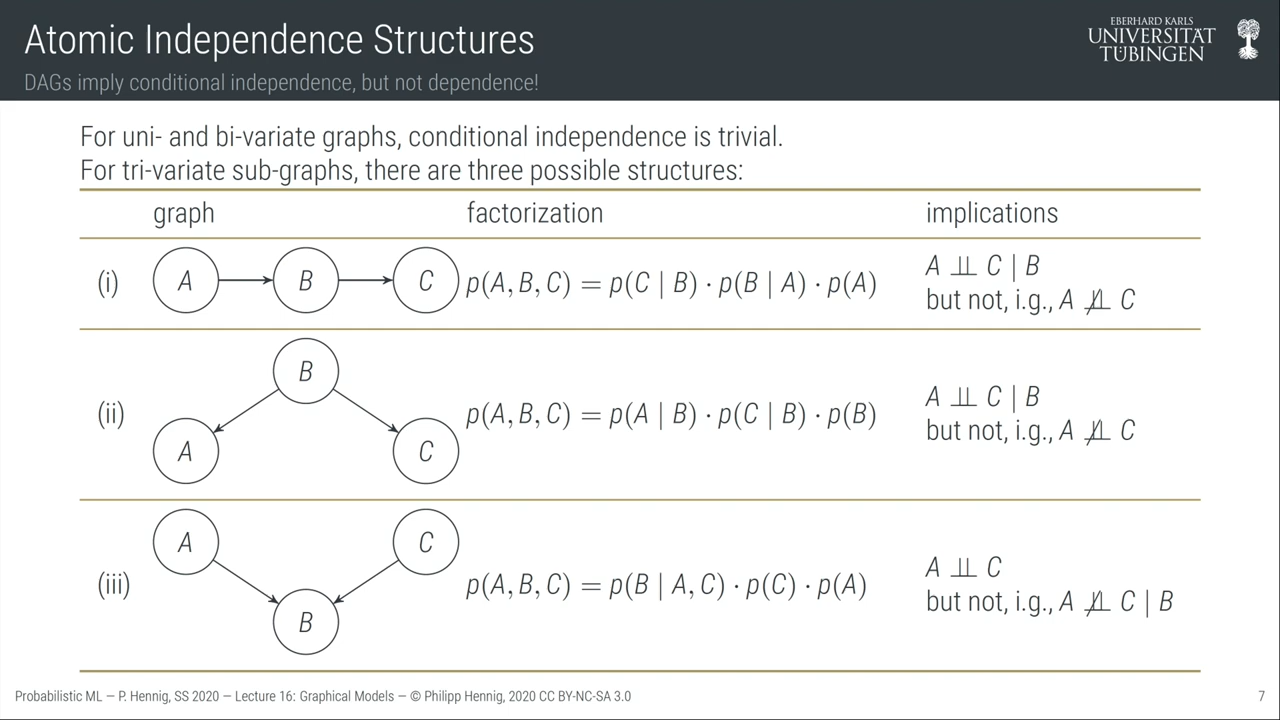 Atomic Independence Structures
DAGs imply conditional independence, but not dependence!
EBERHARD KARLS
UNIVERSITÄT
TÜBINGEN
For uni- and bi-variate graphs, conditional independence is trivial.
For tri-variate sub-graphs, there are three possible structures:
graph factorization implications
(i) A B C p(A, B, C) = p(C | B) · p(B | A) · p(A) A ⫫ C | B
but not, i.g., A ⫫̸ C
B
(ii) p(A, B, C) = p(A | B) · p(C | B) · p(B) A ⫫ C | B
but not, i.g., A ⫫̸ C
A C
A C
(iii) p(A, B, C) = p(B | A, C) · p(C) · p(A) A ⫫ C
but not, i.g., A ⫫̸ C | B
B
Probabilistic ML — P. Hennig, SS 2020 — Lecture 16: Graphical Models — © Philipp Hennig, 2020 CC BY-NC-SA 3.0 7